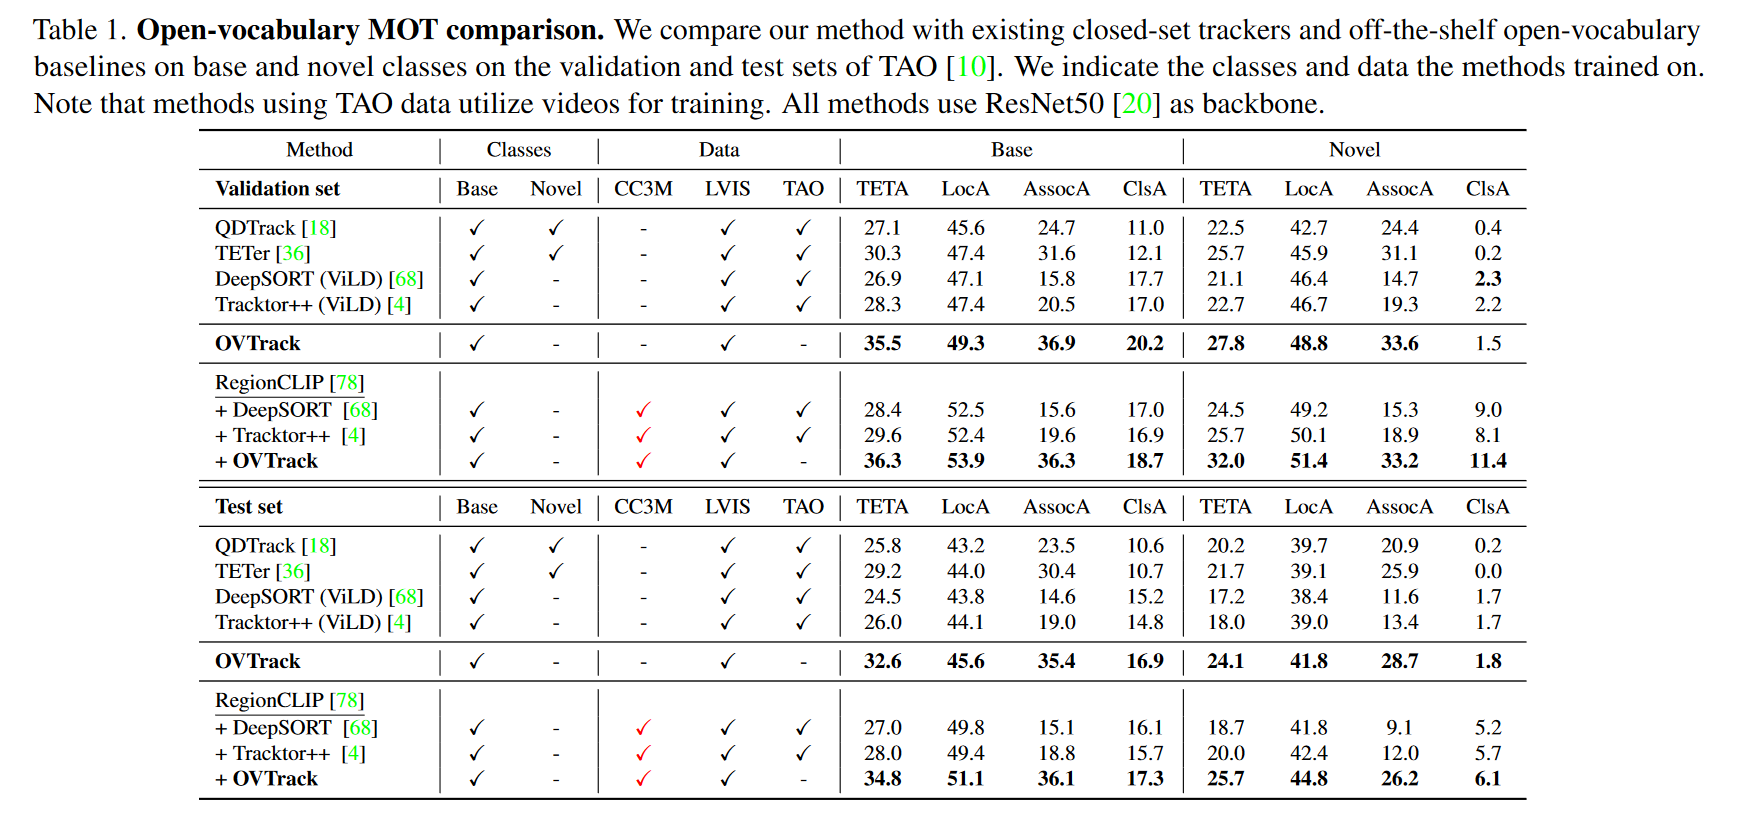 Table 1. Open-vocabulary MOT comparison. We compare our method with existing closed-set trackers and off-the-shelf open-vocabulary
baselines on base and novel classes on the validation and test sets of TAO [10]. We indicate the classes and data the methods trained on.
Note that methods using TAO data utilize videos for training. All methods use ResNet50 [20] as backbone.
Method Classes Data Base Novel
Validation set Base Novel CC3M LVIS TAO TETA LocA AssocA ClsA TETA LocA AssocA ClsA
QDTrack [18] ✓ ✓ - ✓ ✓ 27.1 45.6 24.7 11.0 22.5 42.7 24.4 0.4
TETer [36] ✓ ✓ - ✓ ✓ 30.3 47.4 31.6 12.1 25.7 45.9 31.1 0.2
DeepSORT (ViLD) [68] ✓ - - ✓ ✓ 26.9 47.1 15.8 17.7 21.1 46.4 14.7 2.3
Tracktor++ (ViLD) [4] ✓ - - ✓ ✓ 28.3 47.4 20.5 17.0 22.7 46.7 19.3 2.2
OVTrack ✓ - - ✓ - 35.5 49.3 36.9 20.2 27.8 48.8 33.6 1.5
RegionCLIP [78]
+ DeepSORT [68] ✓ - ✓ ✓ ✓ 28.4 52.5 15.6 17.0 24.5 49.2 15.3 9.0
+ Tracktor++ [4] ✓ - ✓ ✓ ✓ 29.6 52.4 19.6 16.9 25.7 50.1 18.9 8.1
+ OVTrack ✓ - ✓ ✓ - 36.3 53.9 36.3 18.7 32.0 51.4 33.2 11.4
Test set Base Novel CC3M LVIS TAO TETA LocA AssocA ClsA TETA LocA AssocA ClsA
QDTrack [18] ✓ ✓ - ✓ ✓ 25.8 43.2 23.5 10.6 20.2 39.7 20.9 0.2
TETer [36] ✓ ✓ - ✓ ✓ 29.2 44.0 30.4 10.7 21.7 39.1 25.9 0.0
DeepSORT (ViLD) [68] ✓ - - ✓ ✓ 24.5 43.8 14.6 15.2 17.2 38.4 11.6 1.7
Tracktor++ (ViLD) [4] ✓ - - ✓ ✓ 26.0 44.1 19.0 14.8 18.0 39.0 13.4 1.7
OVTrack ✓ - - ✓ - 32.6 45.6 35.4 16.9 24.1 41.8 28.7 1.8
RegionCLIP [78]
+ DeepSORT [68] ✓ - ✓ ✓ ✓ 27.0 49.8 15.1 16.1 18.7 41.8 9.1 5.2
+ Tracktor++ [4] ✓ - ✓ ✓ ✓ 28.0 49.4 18.8 15.7 20.0 42.4 12.0 5.7
+ OVTrack ✓ - ✓ ✓ - 34.8 51.1 36.1 17.3 25.7 44.8 26.2 6.1